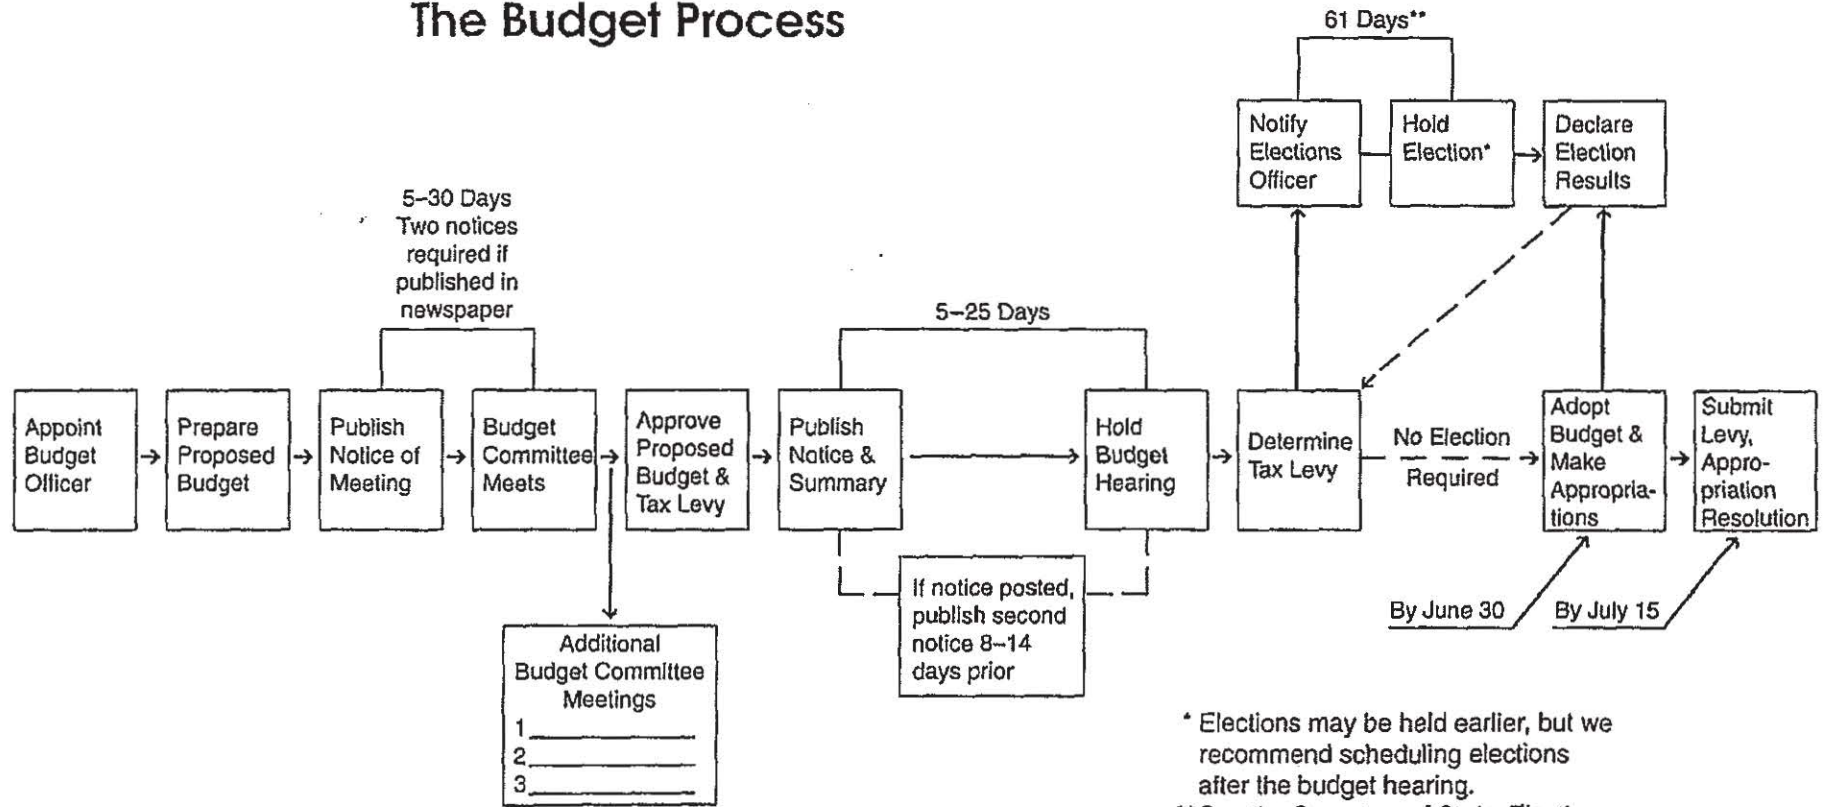 The Budget Process
61 Days**
Notify
Elections
Officer
Hold
Election*
Declare
Election
Results
5–30 Days
Two notices
required if
published in
newspaper
5–25 Days
Appoint
Budget
Officer
Prepare
Proposed
Budget
Publish
Notice of
Meeting
Budget
Committee
Meets
Approve
Proposed
Budget &
Tax Levy
Publish
Notice &
Summary
Hold
Budget
Hearing
Determine
Tax Levy
No Election
Required
Adopt
Budget &
Make
Appropria-
tions
Submit
Levy,
Appro-
priation
Resolution
If notice posted,
publish second
notice 8–14
days prior
By June 30
By July 15
Additional
Budget Committee
Meetings
1
2
3
* Elections may be held earlier, but we
recommend scheduling elections
after the budget hearing.